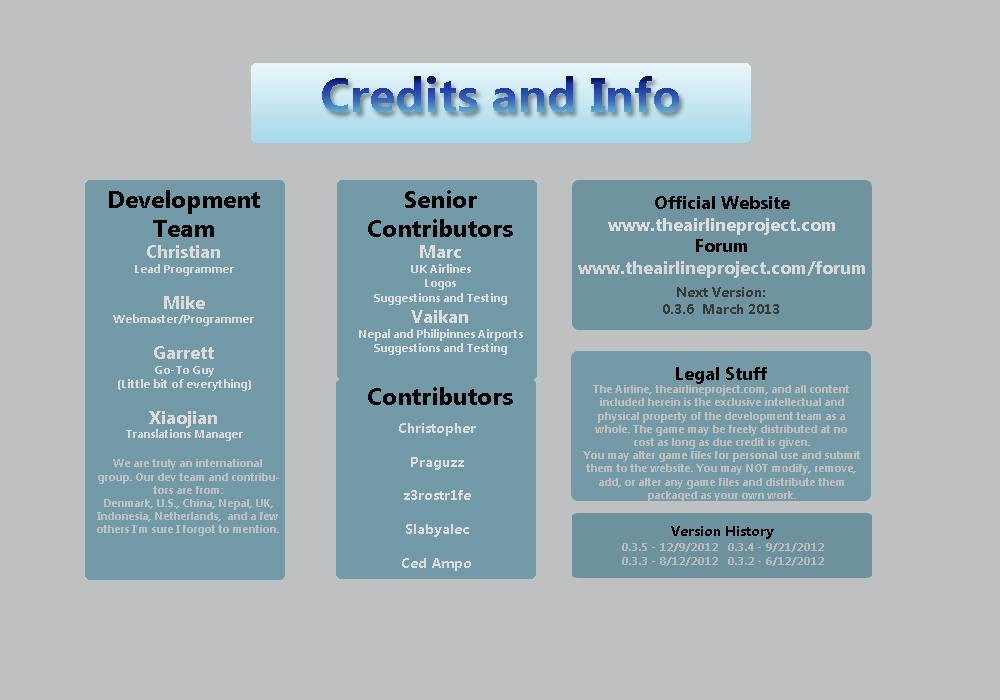 Credits and Info
Development
Team
Christian
Lead Programmer
Mike
Webmaster/Programmer
Garrett
Go-To Guy
(Little bit of everything)
Xiaojian
Translations Manager
We are truly an international
group. Our dev team and contribu-
tors are from:
Denmark, U.S., China, Nepal, UK,
Indonesia, Netherlands, and a few
others I'm sure I forgot to mention.
Senior
Contributors
Marc
UK Airlines
Logos
Suggestions and Testing
Vaikan
Nepal and Philipinnes Airports
Suggestions and Testing
Contributors
Christopher
Praguzz
z3rostr1fe
Slabyalec
Ced Ampo
Official Website
www.theairlineproject.com
Forum
www.theairlineproject.com/forum
Next Version:
0.3.6 March 2013
Legal Stuff
The Airline, theairlineproject.com, and all content
included herein is the exclusive intellectual and
physical property of the development team as a
whole. The game may be freely distributed at no
cost as long as due credit is given.
You may alter game files for personal use and submit
them to the website. You may NOT modify, remove,
add, or alter any game files and distribute them
packaged as your own work.
Version History
0.3.5 - 12/9/2012 0.3.4 - 9/21/2012
0.3.3 - 8/12/2012 0.3.2 - 6/12/2012